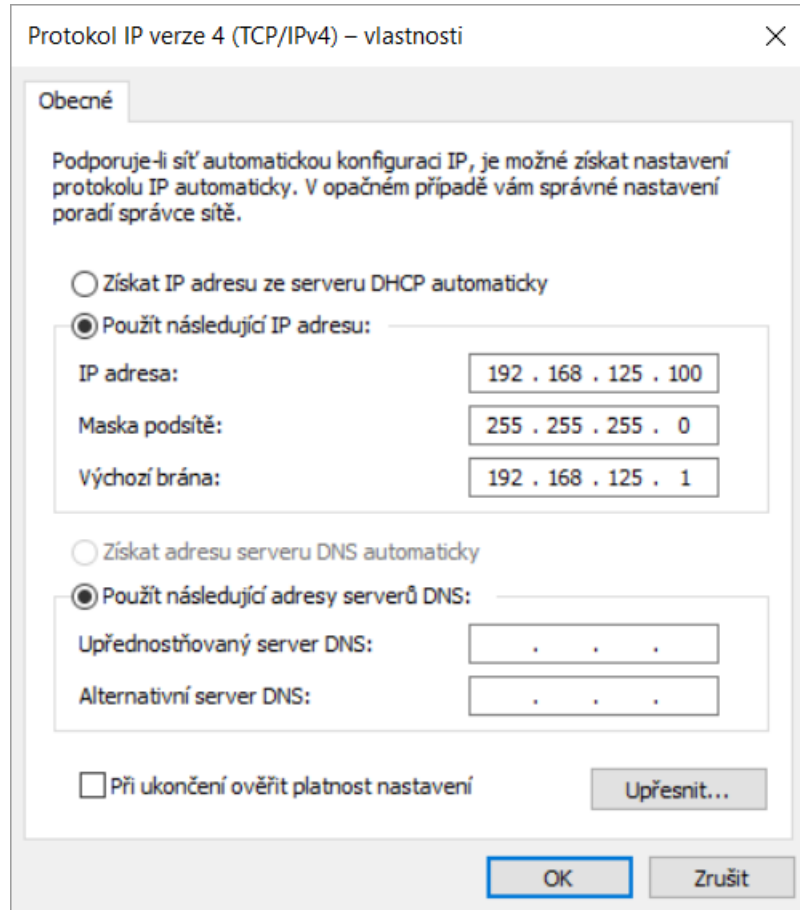 Protokol IP verze 4 (TCP/IPv4) – vlastnosti
Obecné
Podporuje-li síť automatickou konfiguraci IP, je možné získat nastavení
protokolu IP automaticky. V opačném případě vám správné nastavení
poradí správce sítě.
Získat IP adresu ze serveru DHCP automaticky
Použít následující IP adresu:
IP adresa: 192 . 168 . 125 . 100
Maska podsítě: 255 . 255 . 255 . 0
Výchozí brána: 192 . 168 . 125 . 1
Získat adresu serveru DNS automaticky
Použít následující adresy serverů DNS:
Upřednostňovaný server DNS: . . .
Alternativní server DNS: . . .
Při ukončení ověřit platnost nastavení Upřesnit...
OK Zrušit